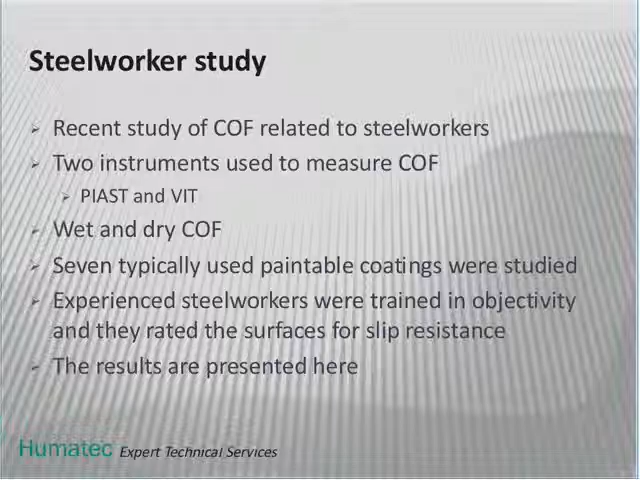 Steelworker study
Recent study of COF related to steelworkers
Two instruments used to measure COF
PIAST and VIT
Wet and dry COF
Seven typically used paintable coatings were studied
Experienced steelworkers were trained in objectivity
and they rated the surfaces for slip resistance
The results are presented here
Humatec Expert Technical Services